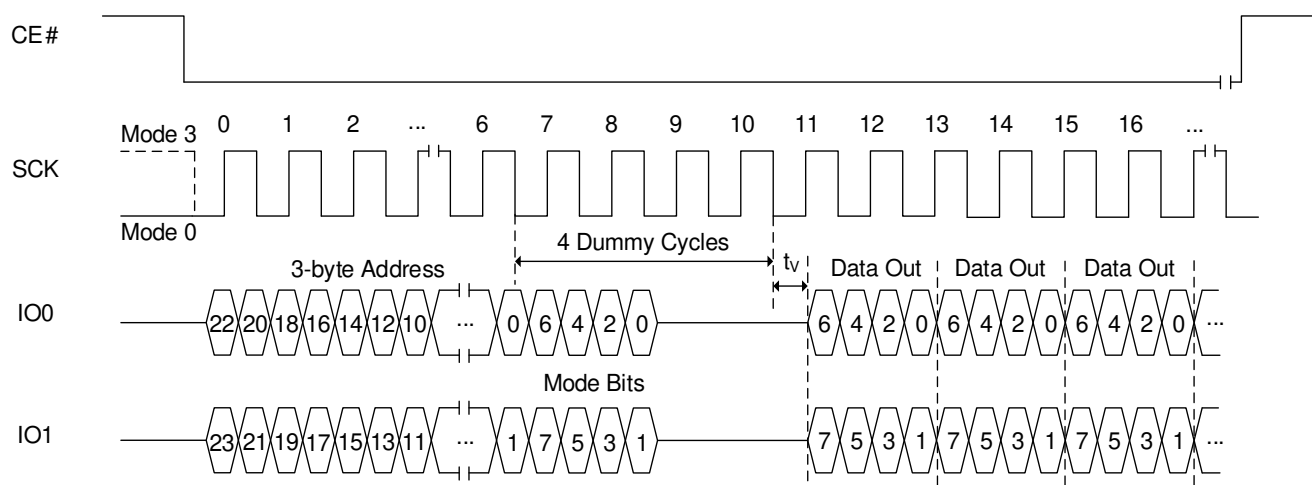 CE#
0 1 2 ... 6 7 8 9 10 11 12 13 14 15 16 ...
Mode 3
SCK
Mode 0
4 Dummy Cycles
3-byte Address
tV
Data Out Data Out Data Out
IO0 22 20 18 16 14 12 10 ... 0 6 4 2 0 6 4 2 0 6 4 2 0 6 4 2 0 ...
Mode Bits
IO1 23 21 19 17 15 13 11 ... 1 7 5 3 1 7 5 3 1 7 5 3 1 7 5 3 1 ...